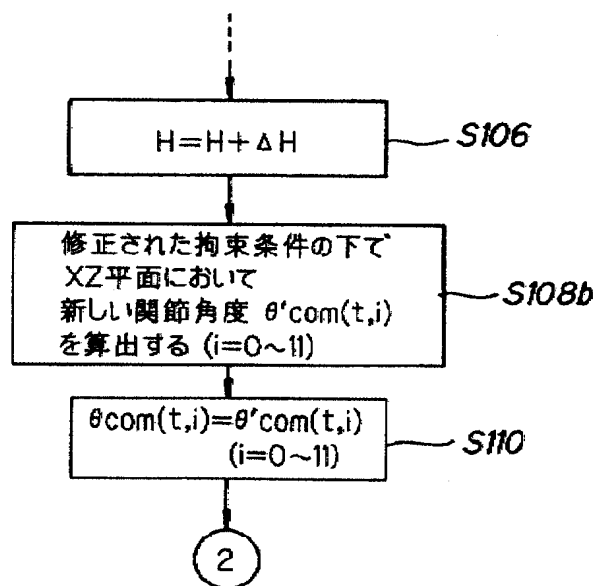 H=H+ΔH
S106
修正された拘束条件の下で
XZ平面において
新しい関節角度 θ'com(t,i)
を算出する (i=0~11)
S108b
θcom(t,i)=θ'com(t,i)
(i=0~11)
S110
2